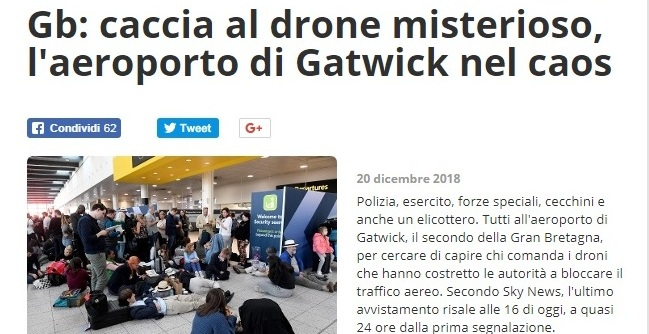 Gb: caccia al drone misterioso,
l'aeroporto di Gatwick nel caos
Condividi 62
Tweet
G+
20 dicembre 2018
Polizia, esercito, forze speciali, cecchini e
anche un elicottero. Tutti all'aeroporto di
Gatwick, il secondo della Gran Bretagna,
per cercare di capire chi comanda i droni
che hanno costretto le autorità a bloccare il
traffico aereo. Secondo Sky News, l'ultimo
avvistamento risale alle 16 di oggi, a quasi
24 ore dalla prima segnalazione.
Departures
Welcome to